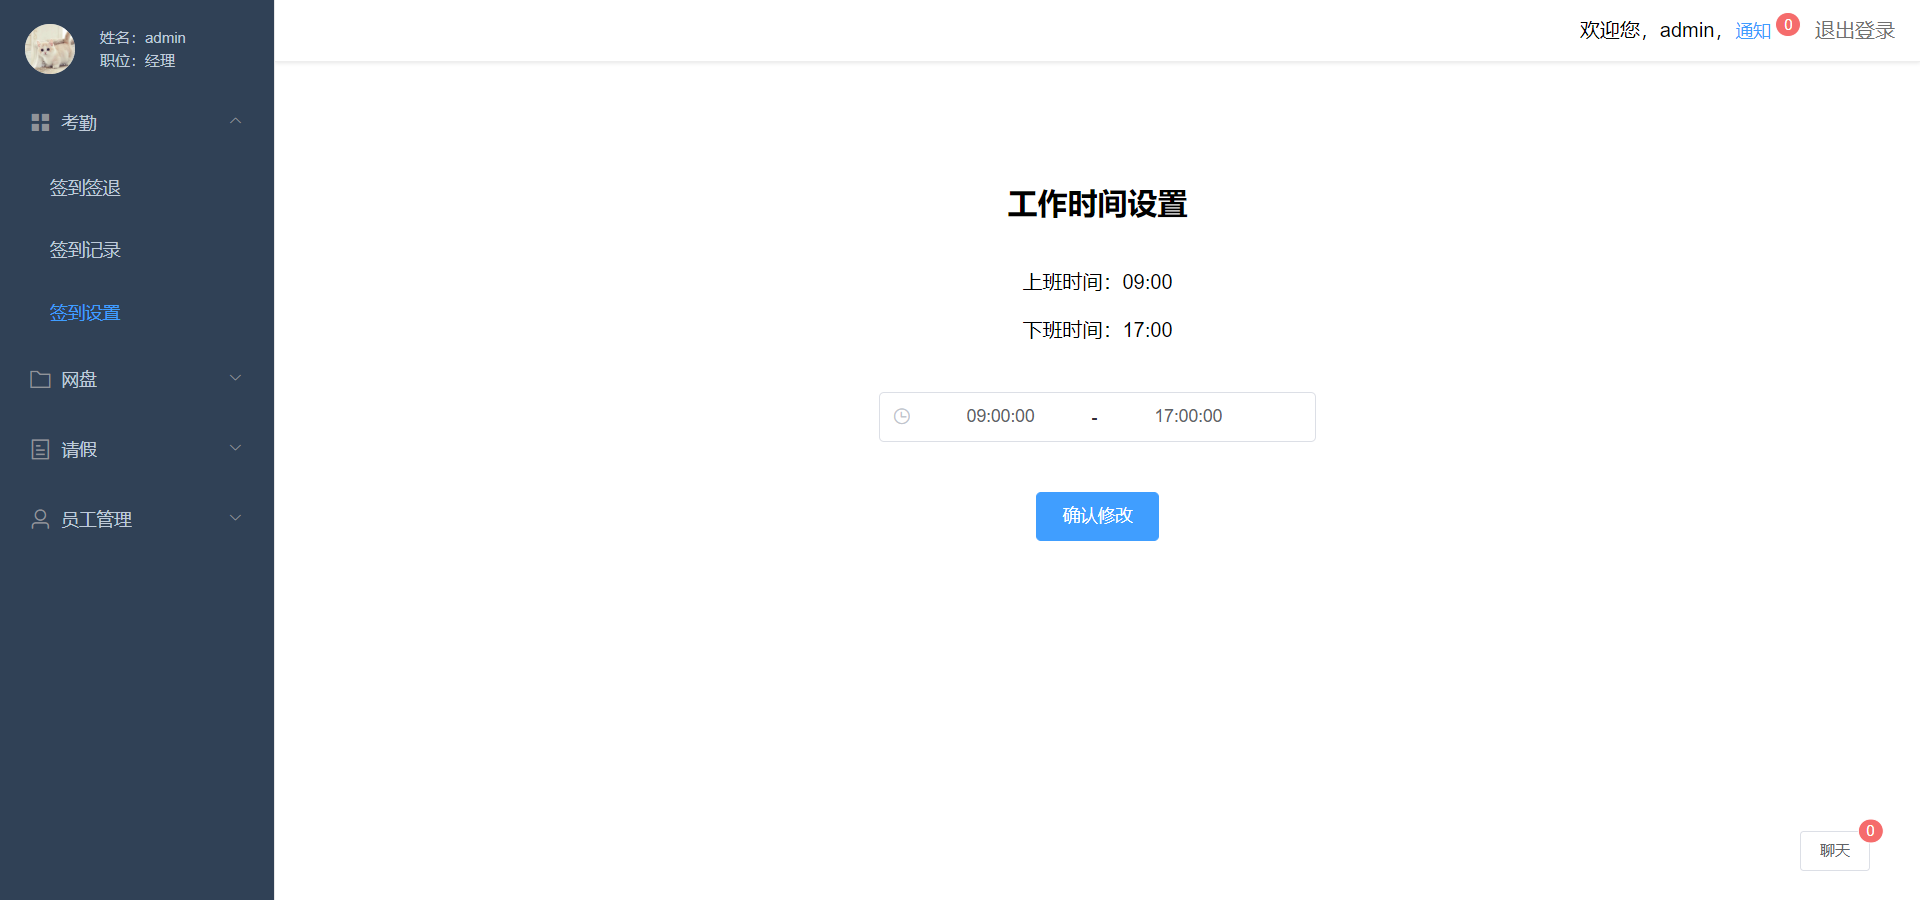 姓名：admin
职位：经理
考勤
签到签退
签到记录
签到设置
网盘
请假
员工管理
欢迎您，admin， 通知 0 退出登录
工作时间设置
上班时间：09:00
下班时间：17:00
09:00:00 - 17:00:00
确认修改
聊天 0